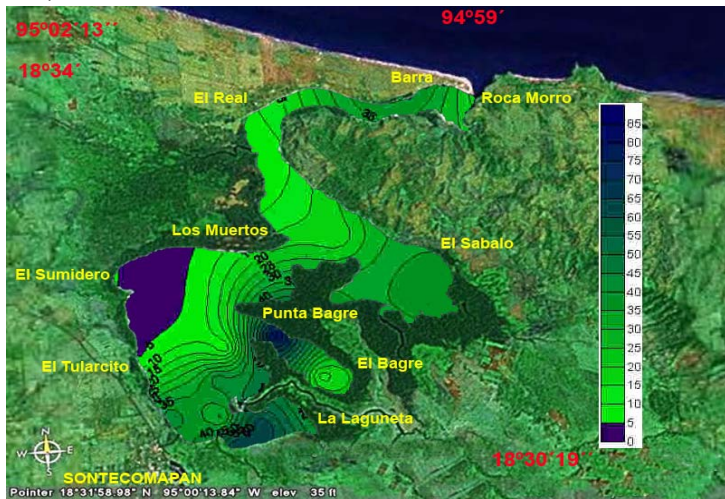 95º02´13´´
94º59´
18º34´
Barra
El Real
Roca Morro
85
80
75
70
65
60
55
50
45
40
35
30
25
20
15
10
5
0
Los Muertos
El Sabalo
El Sumidero
Punta Bagre
El Tularcito
El Bagre
La Laguneta
18º30´19´´
N
W E
S
SONTECOMAPAN
Pointer 18°31'58.98" N 95°00'13.84" W elev 35 ft